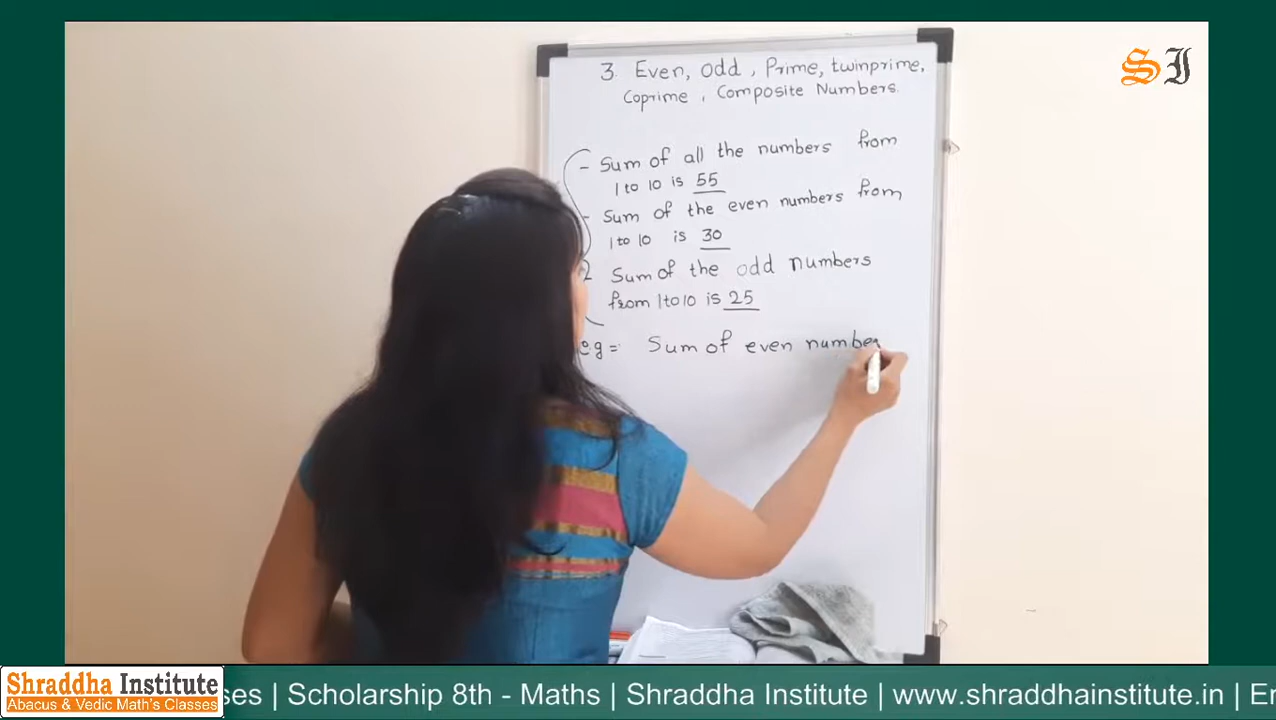 SI
3. Even, odd, Prime, twinprime,
Coprime, Composite Numbers.
- Sum of all the numbers from
1 to 10 is 55
- Sum of the even numbers from
1 to 10 is 30
Sum of the odd numbers
from 1 to 10 is 25
eg = Sum of even number
Shraddha Institute
Abacus & Vedic Math's Classes
sses | Scholarship 8th - Maths | Shraddha Institute | www.shraddhainstitute.in | En